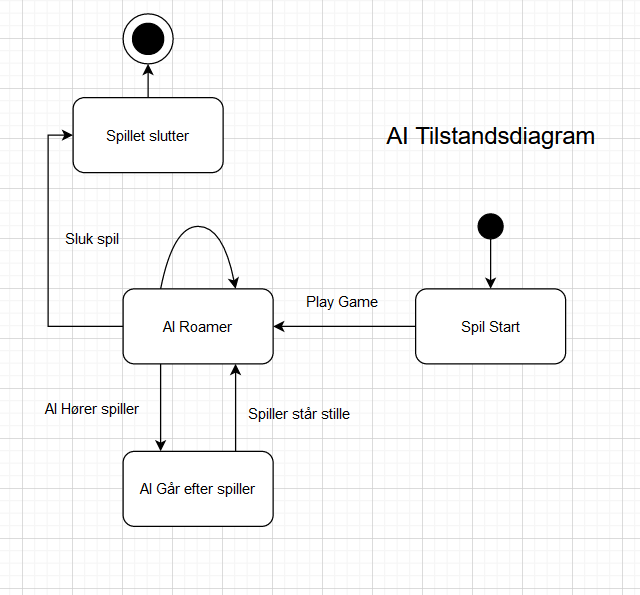 Spillet slutter
AI Tilstandsdiagram
Sluk spil
Play Game
AI Roamer
Spil Start
AI Hører spiller
Spiller står stille
AI Går efter spiller